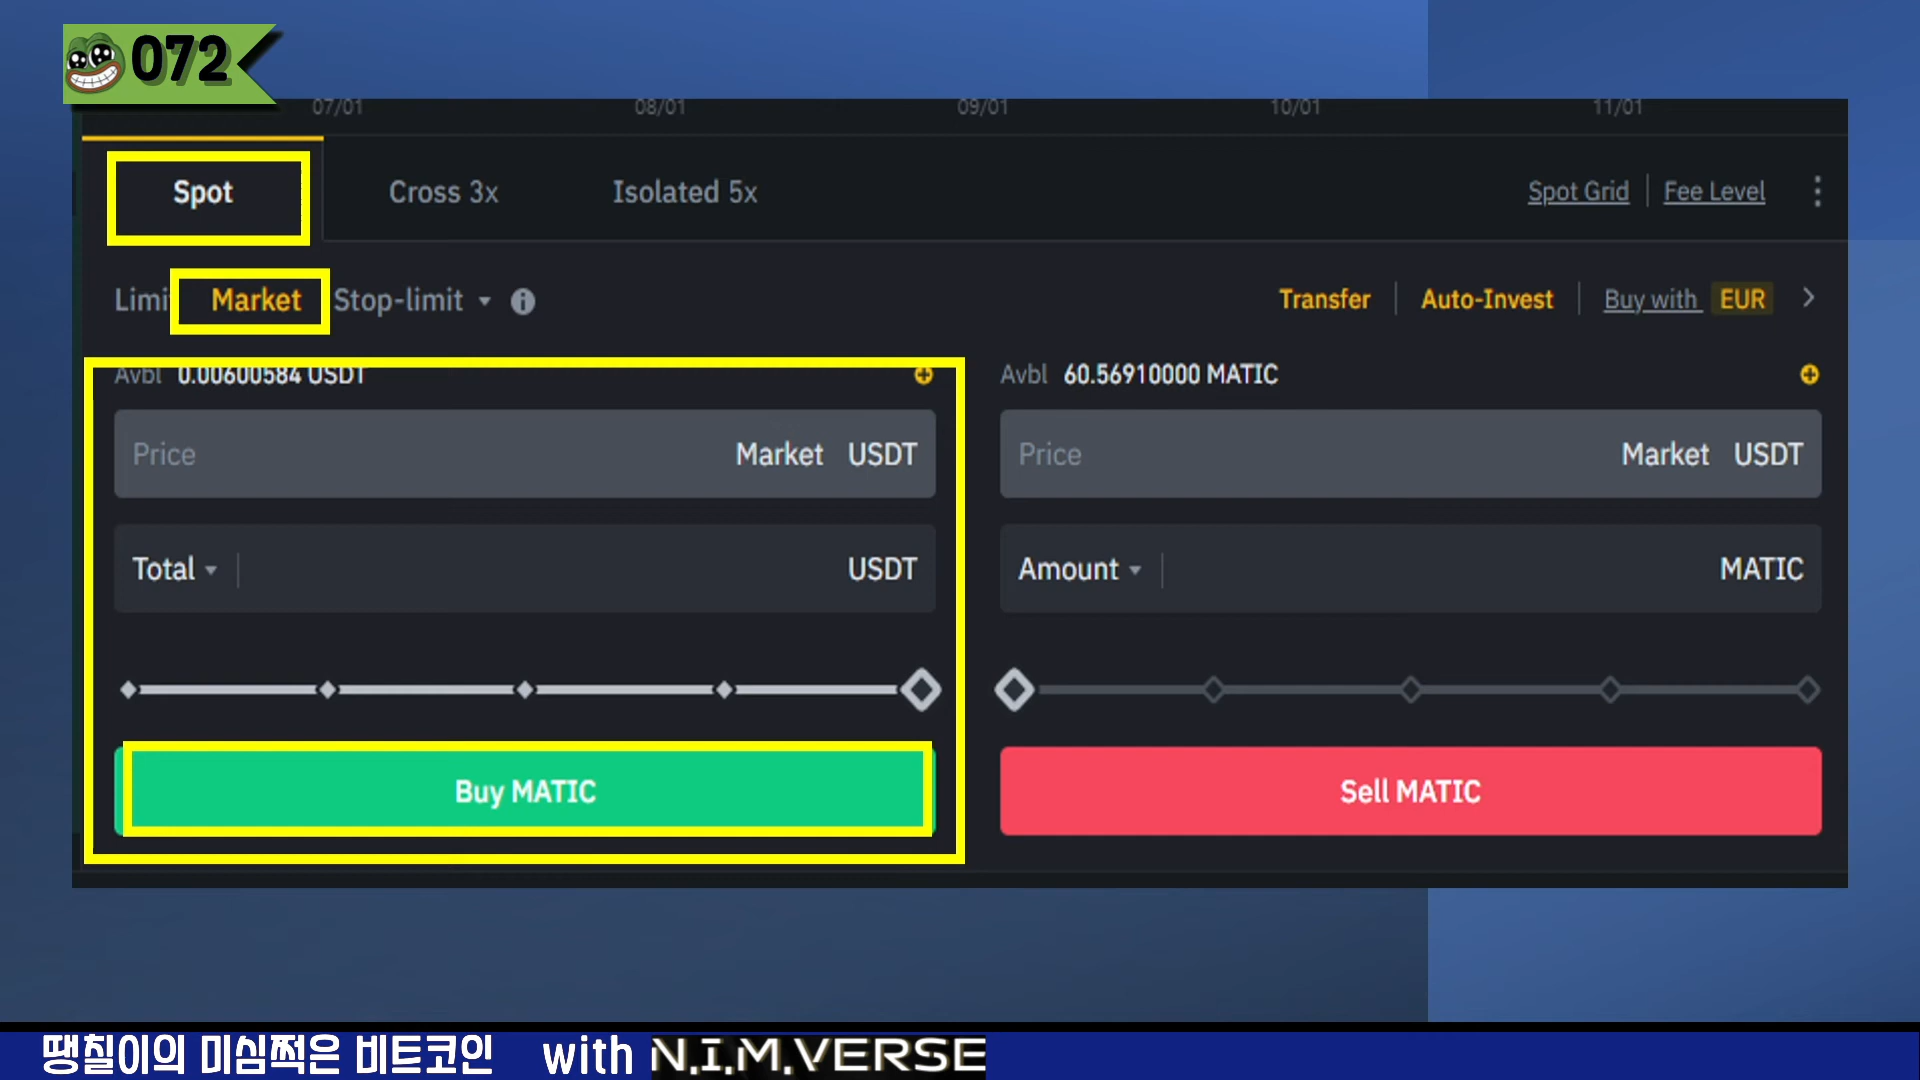 072
07/01 08/01 09/01 10/01 11/01
Spot Cross 3x Isolated 5x Spot Grid Fee Level
Limi Market Stop-limit Transfer Auto-Invest Buy with EUR
Avbl 0.00600584 USDT Avbl 60.56910000 MATIC
Price Market USDT Price Market USDT
Total USDT Amount MATIC
Buy MATIC Sell MATIC
땡칠이의 미심쩍은 비트코인 with N.I.M.VERSE